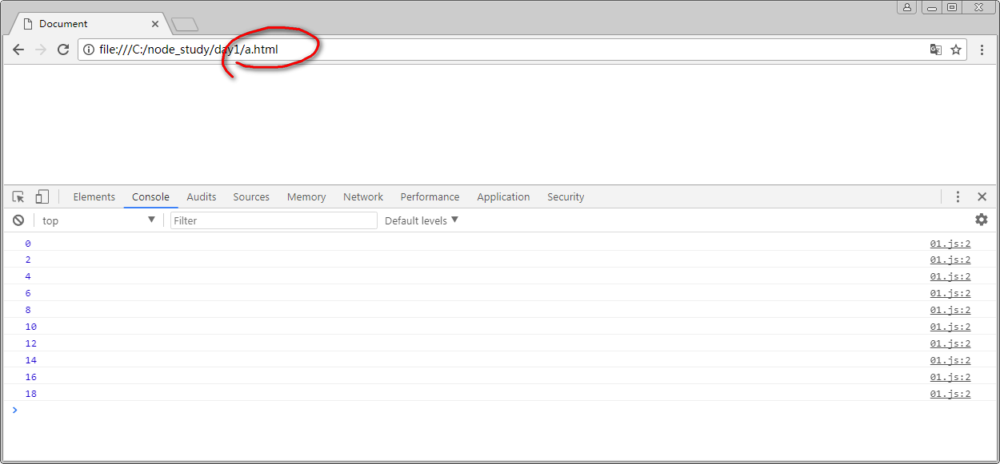 Document
file:///C:/node_study/day1/a.html
Elements Console Audits Sources Memory Network Performance Application Security
top Filter Default levels
0 01.js:2
2 01.js:2
4 01.js:2
6 01.js:2
8 01.js:2
10 01.js:2
12 01.js:2
14 01.js:2
16 01.js:2
18 01.js:2